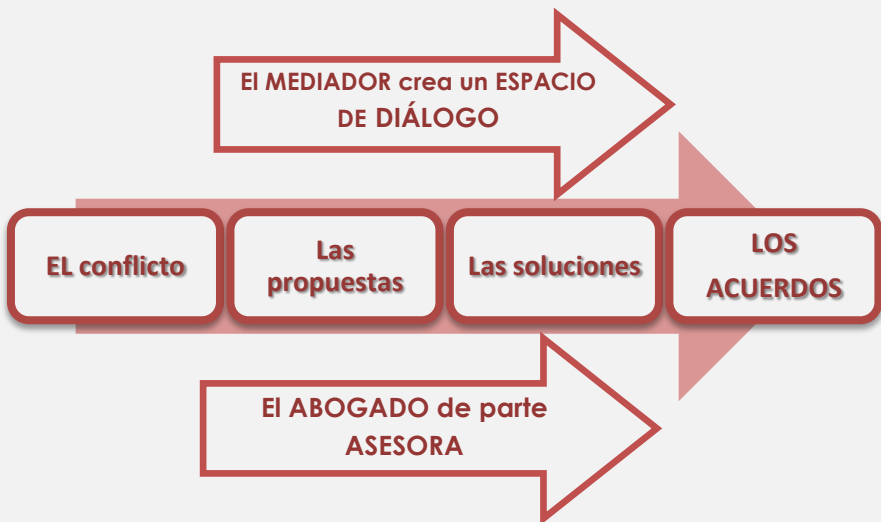 El MEDIADOR crea un ESPACIO
DE DIÁLOGO
EL conflicto
Las
propuestas
Las soluciones
LOS
ACUERDOS
El ABOGADO de parte
ASESORA